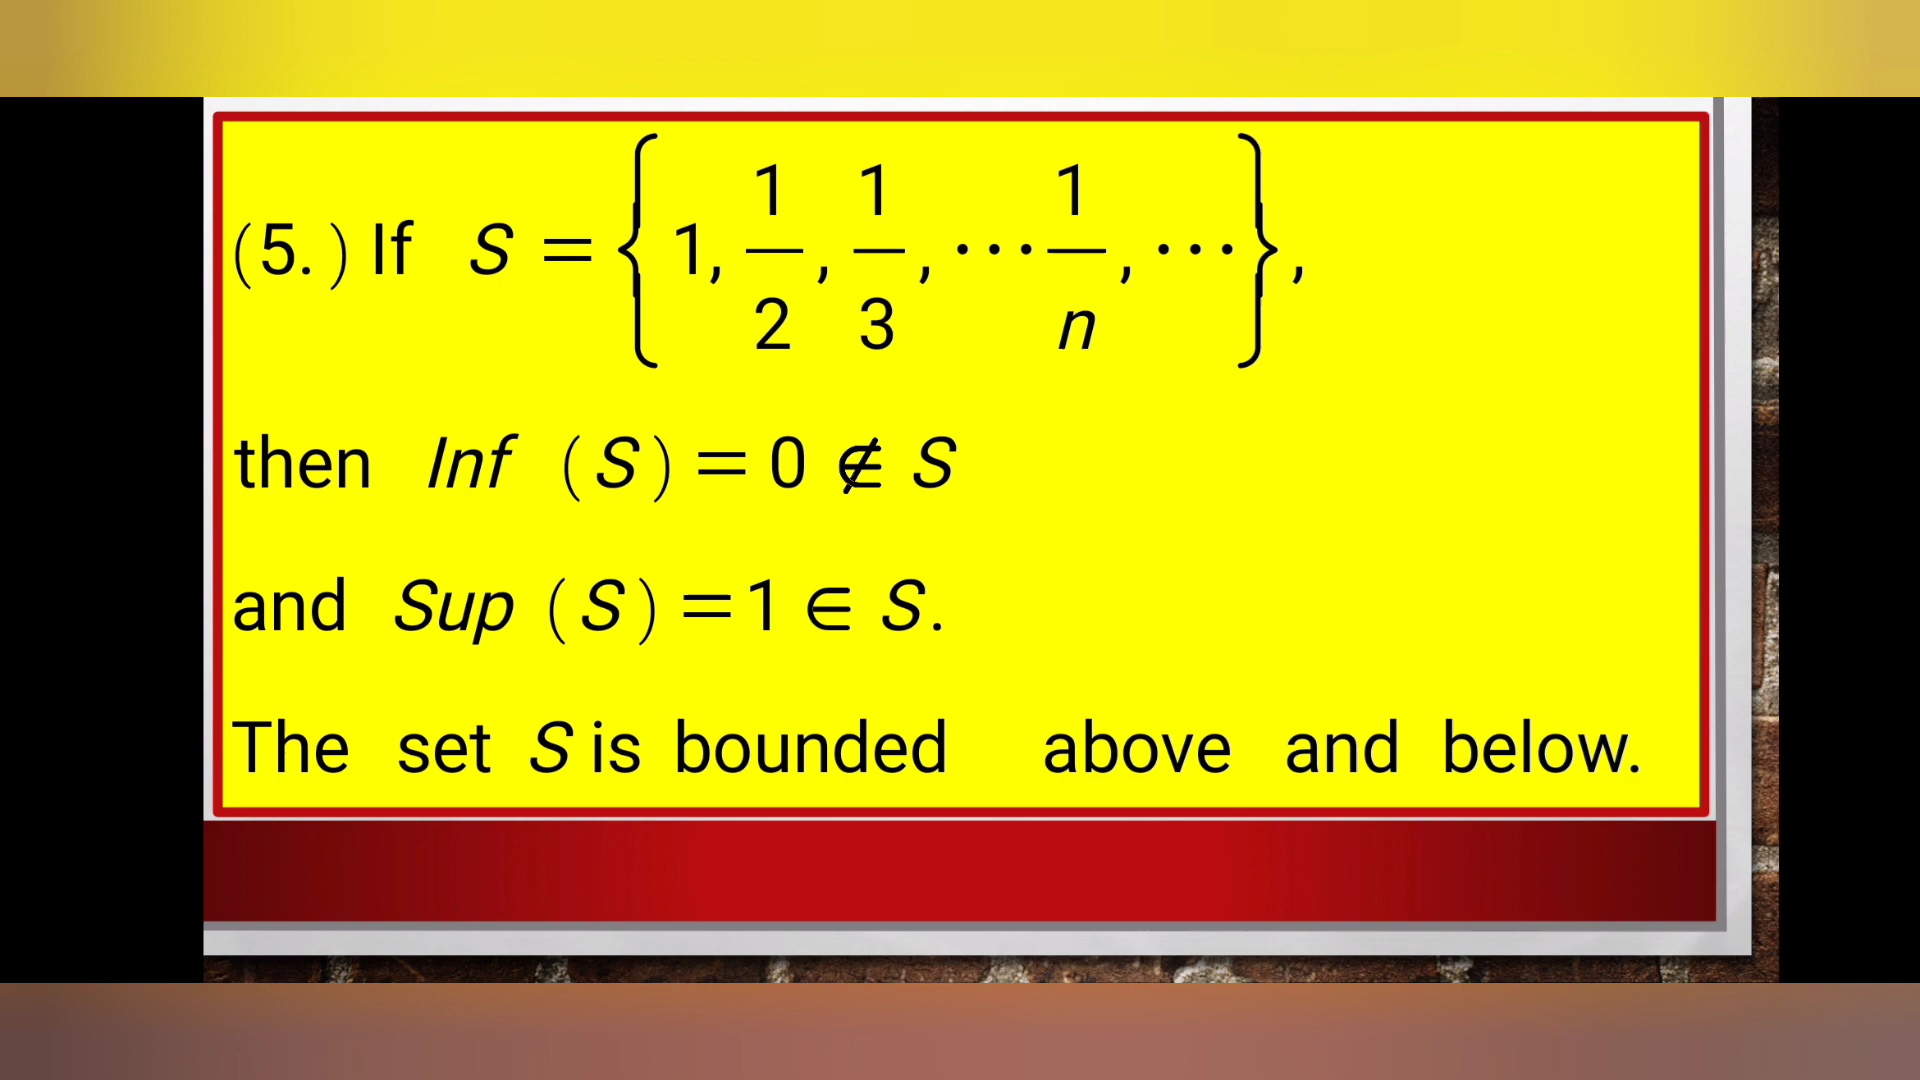 (5.) If S = { 1, 1/2, 1/3, ··· 1/n, ··· },
then Inf (S) = 0 ∉ S
and Sup (S) = 1 ∈ S.
The set S is bounded above and below.